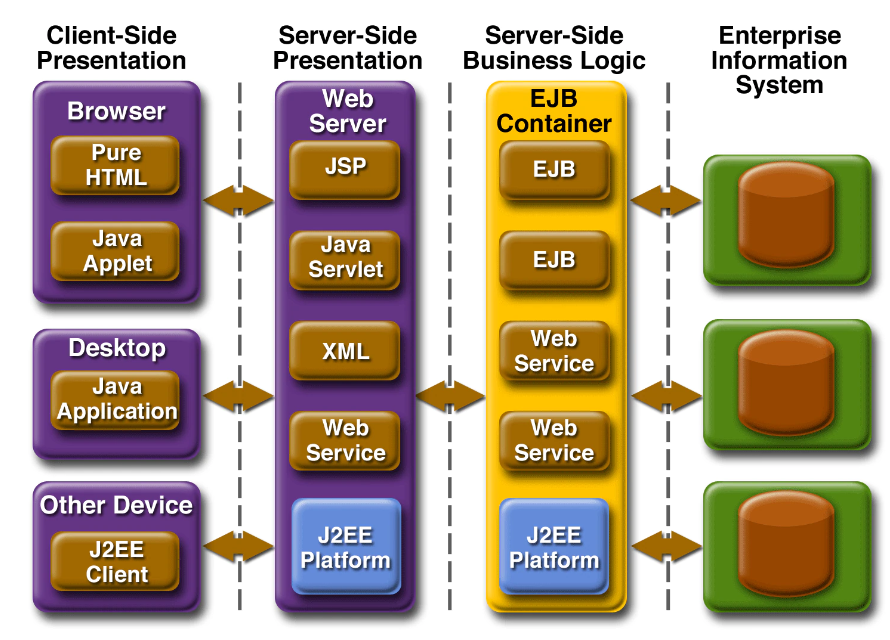 Client-Side
Presentation
Server-Side
Presentation
Server-Side
Business Logic
Enterprise
Information
System
Browser
Pure
HTML
Java
Applet
Desktop
Java
Application
Other Device
J2EE
Client
Web
Server
JSP
Java
Servlet
XML
Web
Service
J2EE
Platform
EJB
Container
EJB
EJB
Web
Service
Web
Service
J2EE
Platform